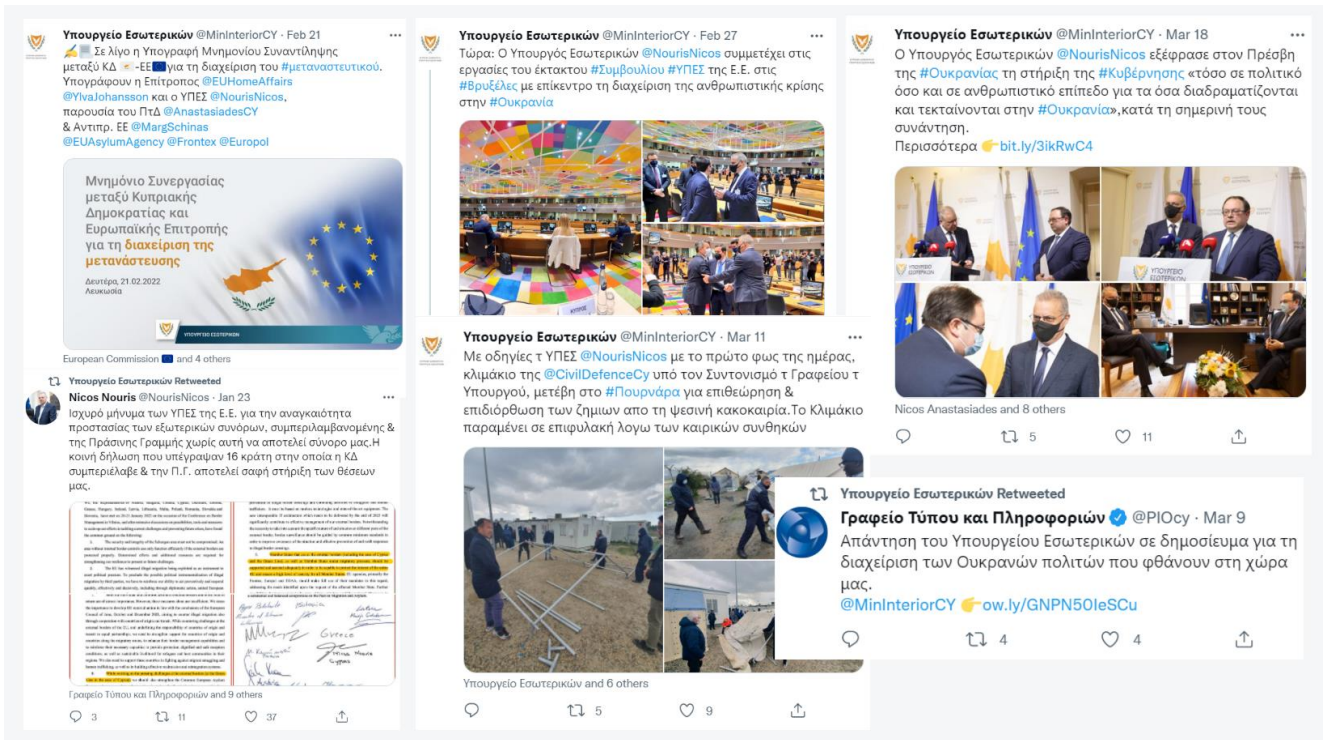 Υπουργείο Εσωτερικών @MinInteriorCY · Feb 21
Σε λίγο η Υπογραφή Μνημονίου Συναντίληψης
μεταξύ ΚΔ -ΕΕ για τη διαχείριση του #μεταναστευτικού.
Υπογράφουν η Επίτροπος @EUHomeAffairs
@YlvaJohansson και ο ΥΠΕΣ @NourisNicos,
παρουσία του ΠτΔ @AnastasiadesCY
& Αντιπρ. ΕΕ @MargSchinas
@EUAsylumAgency @Frontex @Europol
Μνημόνιο Συνεργασίας
μεταξύ Κυπριακής
Δημοκρατίας και
Ευρωπαϊκής Επιτροπής
για τη διαχείριση της
μετανάστευσης
Δευτέρα, 21.02.2022
Λευκωσία
ΥΠΟΥΡΓΕΙΟ ΕΣΩΤΕΡΙΚΩΝ
European Commission and 4 others
Υπουργείο Εσωτερικών Retweeted
Nicos Nouris @NourisNicos · Jan 23
Ισχυρό μήνυμα των ΥΠΕΣ της Ε.Ε. για την αναγκαιότητα
προστασίας των εξωτερικών συνόρων, συμπεριλαμβανομένης &
της Πράσινης Γραμμής χωρίς αυτή να αποτελεί σύνορο μας.Η
κοινή δήλωση που υπέγραψαν 16 κράτη στην οποία η ΚΔ
συμπεριέλαβε & την Π.Γ. αποτελεί σαφή στήριξη των θέσεων
μας.
Γραφείο Τύπου και Πληροφοριών and 9 others
3 11 37
Υπουργείο Εσωτερικών @MinInteriorCY · Feb 27
Τώρα: Ο Υπουργός Εσωτερικών @NourisNicos συμμετέχει στις
εργασίες του έκτακτου #Συμβουλίου #ΥΠΕΣ της Ε.Ε. στις
#Βρυξέλες με επίκεντρο τη διαχείριση της ανθρωπιστικής κρίσης
στην #Ουκρανία
Υπουργείο Εσωτερικών @MinInteriorCY · Mar 11
Με οδηγίες τ ΥΠΕΣ @NourisNicos με το πρώτο φως της ημέρας,
κλιμάκιο της @CivilDefenceCy υπό τον Συντονισμό τ Γραφείου τ
Υπουργού, μετέβη στο #Πουρνάρα για επιθεώρηση &
επιδιόρθωση των ζημιων απο τη ψεσινή κακοκαιρία.Το Κλιμάκιο
παραμένει σε επιφυλακή λογω των καιρικών συνθηκών
Υπουργείο Εσωτερικών and 6 others
5 9
Υπουργείο Εσωτερικών @MinInteriorCY · Mar 18
Ο Υπουργός Εσωτερικών @NourisNicos εξέφρασε στον Πρέσβη
της #Ουκρανίας τη στήριξη της #Κυβέρνησης «τόσο σε πολιτικό
όσο και σε ανθρωπιστικό επίπεδο για τα όσα διαδραματίζονται
και τεκταίνονται στην #Ουκρανία»,κατά τη σημερινή τους
συνάντηση.
Περισσότερα bit.ly/3ikRwC4
ΥΠΟΥΡΓΕΙΟ
ΕΣΩΤΕΡΙΚΩΝ
ΥΠΟΥΡΓΕΙΟ
ΕΣΩΤΕΡΙΚΩΝ
Nicos Anastasiades and 8 others
5 11
Υπουργείο Εσωτερικών Retweeted
Γραφείο Τύπου και Πληροφοριών @PIOcy · Mar 9
Απάντηση του Υπουργείου Εσωτερικών σε δημοσίευμα για τη
διαχείριση των Ουκρανών πολιτών που φθάνουν στη χώρα
μας.
@MinInteriorCY ow.ly/GNPN50IeSCu
4 4